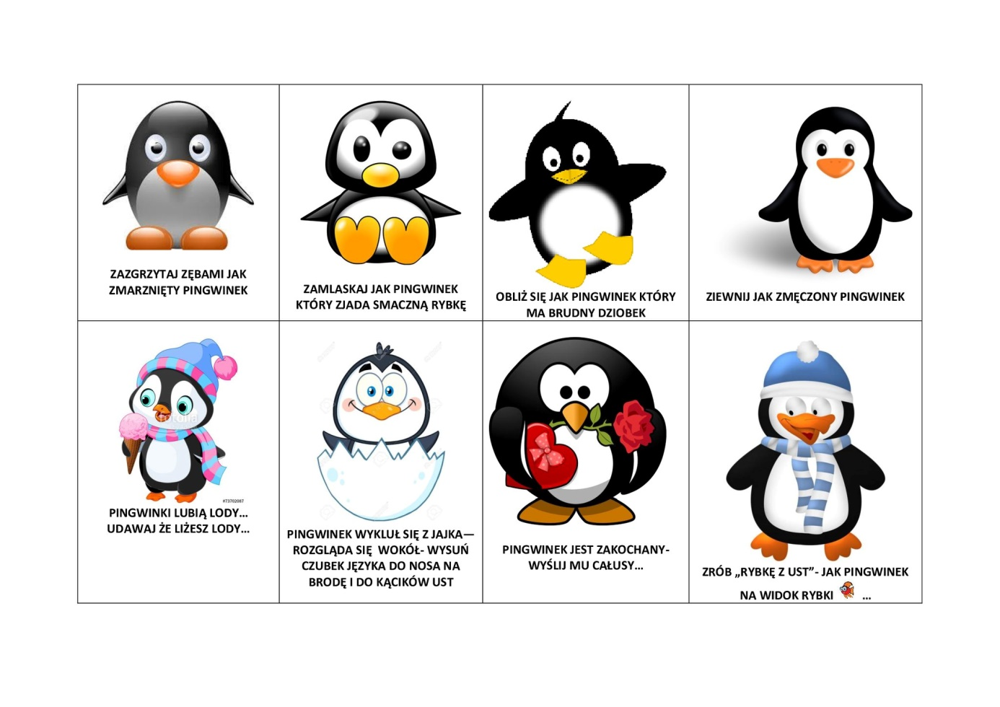 ZAZGRZYTAJ ZĘBAMI JAK
ZMARZNIĘTY PINGWINEK
ZAMLASKAJ JAK PINGWINEK
KTÓRY ZJADA SMACZNĄ RYBKĘ
OBLIŻ SIĘ JAK PINGWINEK KTÓRY
MA BRUDNY DZIOBEK
ZIEWNIJ JAK ZMĘCZONY PINGWINEK
fotolia
#73702087
PINGWINKI LUBIĄ LODY...
UDAWAJ ŻE LIŻESZ LODY...
PINGWINEK WYKLUŁ SIĘ Z JAJKA—
ROZGLĄDA SIĘ WOKÓŁ- WYSUŃ
CZUBEK JĘZYKA DO NOSA NA
BRODĘ I DO KĄCIKÓW UST
PINGWINEK JEST ZAKOCHANY-
WYŚLIJ MU CAŁUSY...
ZRÓB „RYBKĘ Z UST”- JAK PINGWINEK
NA WIDOK RYBKI ...